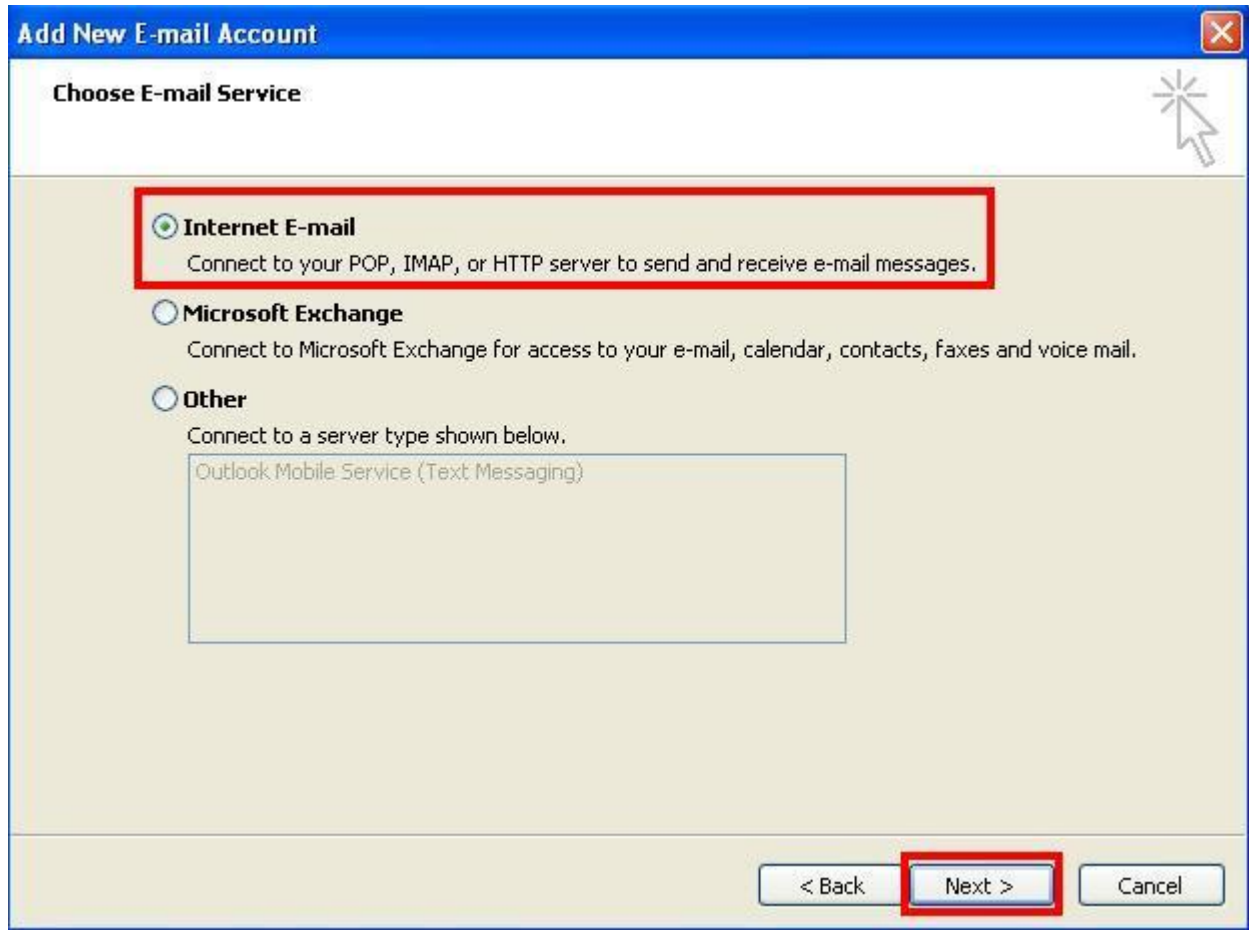 Add New E-mail Account
Choose E-mail Service
Internet E-mail
Connect to your POP, IMAP, or HTTP server to send and receive e-mail messages.
Microsoft Exchange
Connect to Microsoft Exchange for access to your e-mail, calendar, contacts, faxes and voice mail.
Other
Connect to a server type shown below.
Outlook Mobile Service (Text Messaging)
< Back Next > Cancel